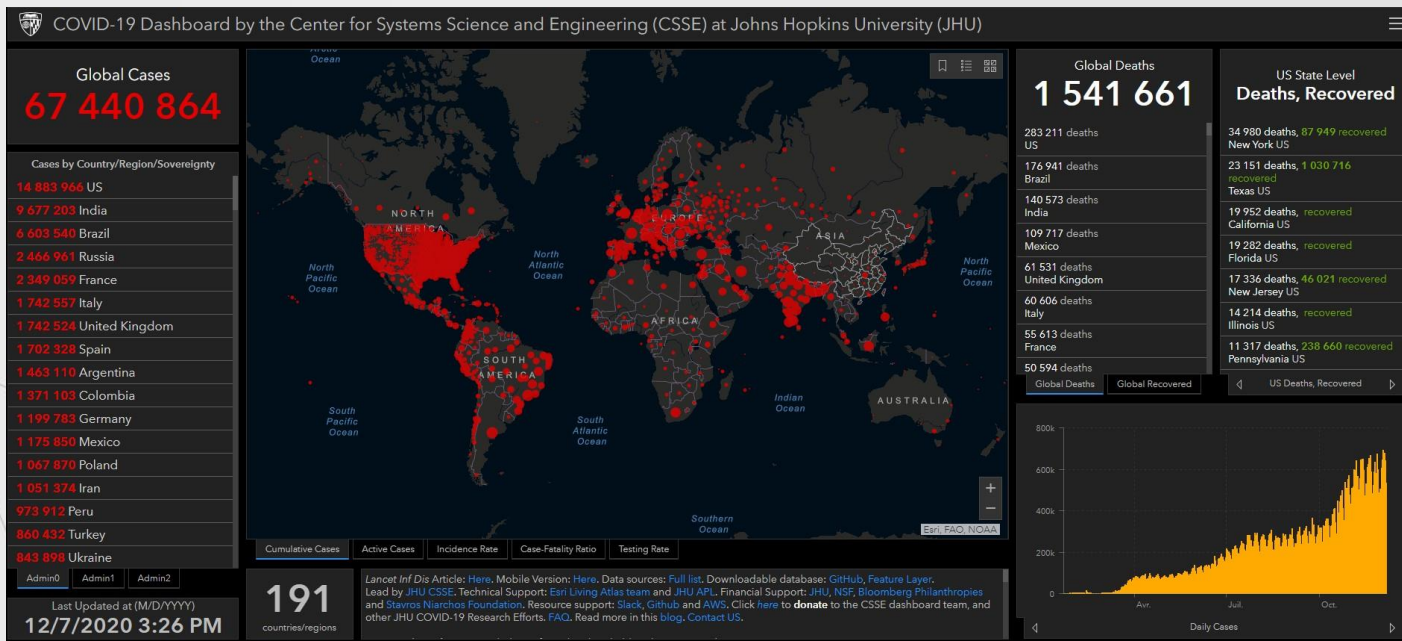 COVID-19 Dashboard by the Center for Systems Science and Engineering (CSSE) at Johns Hopkins University (JHU)
Global Cases
67 440 864
Cases by Country/Region/Sovereignty
14 883 966 US
9 677 203 India
6 603 540 Brazil
2 466 961 Russia
2 349 059 France
1 742 557 Italy
1 742 524 United Kingdom
1 702 328 Spain
1 463 110 Argentina
1 371 103 Colombia
1 199 783 Germany
1 175 850 Mexico
1 067 870 Poland
1 051 374 Iran
973 912 Peru
860 432 Turkey
843 898 Ukraine
Admin0
Admin1
Admin2
Last Updated at (M/D/YYYY)
12/7/2020 3:26 PM
Arctic
Ocean
NORTH
AMERICA
EUROPE
ASIA
North
Pacific
Ocean
North
Atlantic
Ocean
North
Pacific
Ocean
AFRICA
SOUTH
AMERICA
Indian
Ocean
AUSTRALIA
South
Pacific
Ocean
South
Atlantic
Ocean
Southern
Ocean
+
−
Esri, FAO, NOAA
Cumulative Cases
Active Cases
Incidence Rate
Case-Fatality Ratio
Testing Rate
191
countries/regions
Lancet Inf Dis Article: Here. Mobile Version: Here. Data sources: Full list. Downloadable database: GitHub, Feature Layer.
Lead by JHU CSSE. Technical Support: Esri Living Atlas team and JHU APL. Financial Support: JHU, NSF, Bloomberg Philanthropies
and Stavros Niarchos Foundation. Resource support: Slack, Github and AWS. Click here to donate to the CSSE dashboard team, and
other JHU COVID-19 Research Efforts. FAQ. Read more in this blog. Contact US.
Global Deaths
1 541 661
283 211 deaths
US
176 941 deaths
Brazil
140 573 deaths
India
109 717 deaths
Mexico
61 531 deaths
United Kingdom
60 606 deaths
Italy
55 613 deaths
France
50 594 deaths
Global Deaths
Global Recovered
US State Level
Deaths, Recovered
34 980 deaths, 87 949 recovered
New York US
23 151 deaths, 1 030 716
recovered
Texas US
19 952 deaths, recovered
California US
19 282 deaths, recovered
Florida US
17 336 deaths, 46 021 recovered
New Jersey US
14 214 deaths, recovered
Illinois US
11 317 deaths, 238 660 recovered
Pennsylvania US
US Deaths, Recovered
800k
600k
400k
200k
0
Avr.
Juil.
Oct.
Daily Cases